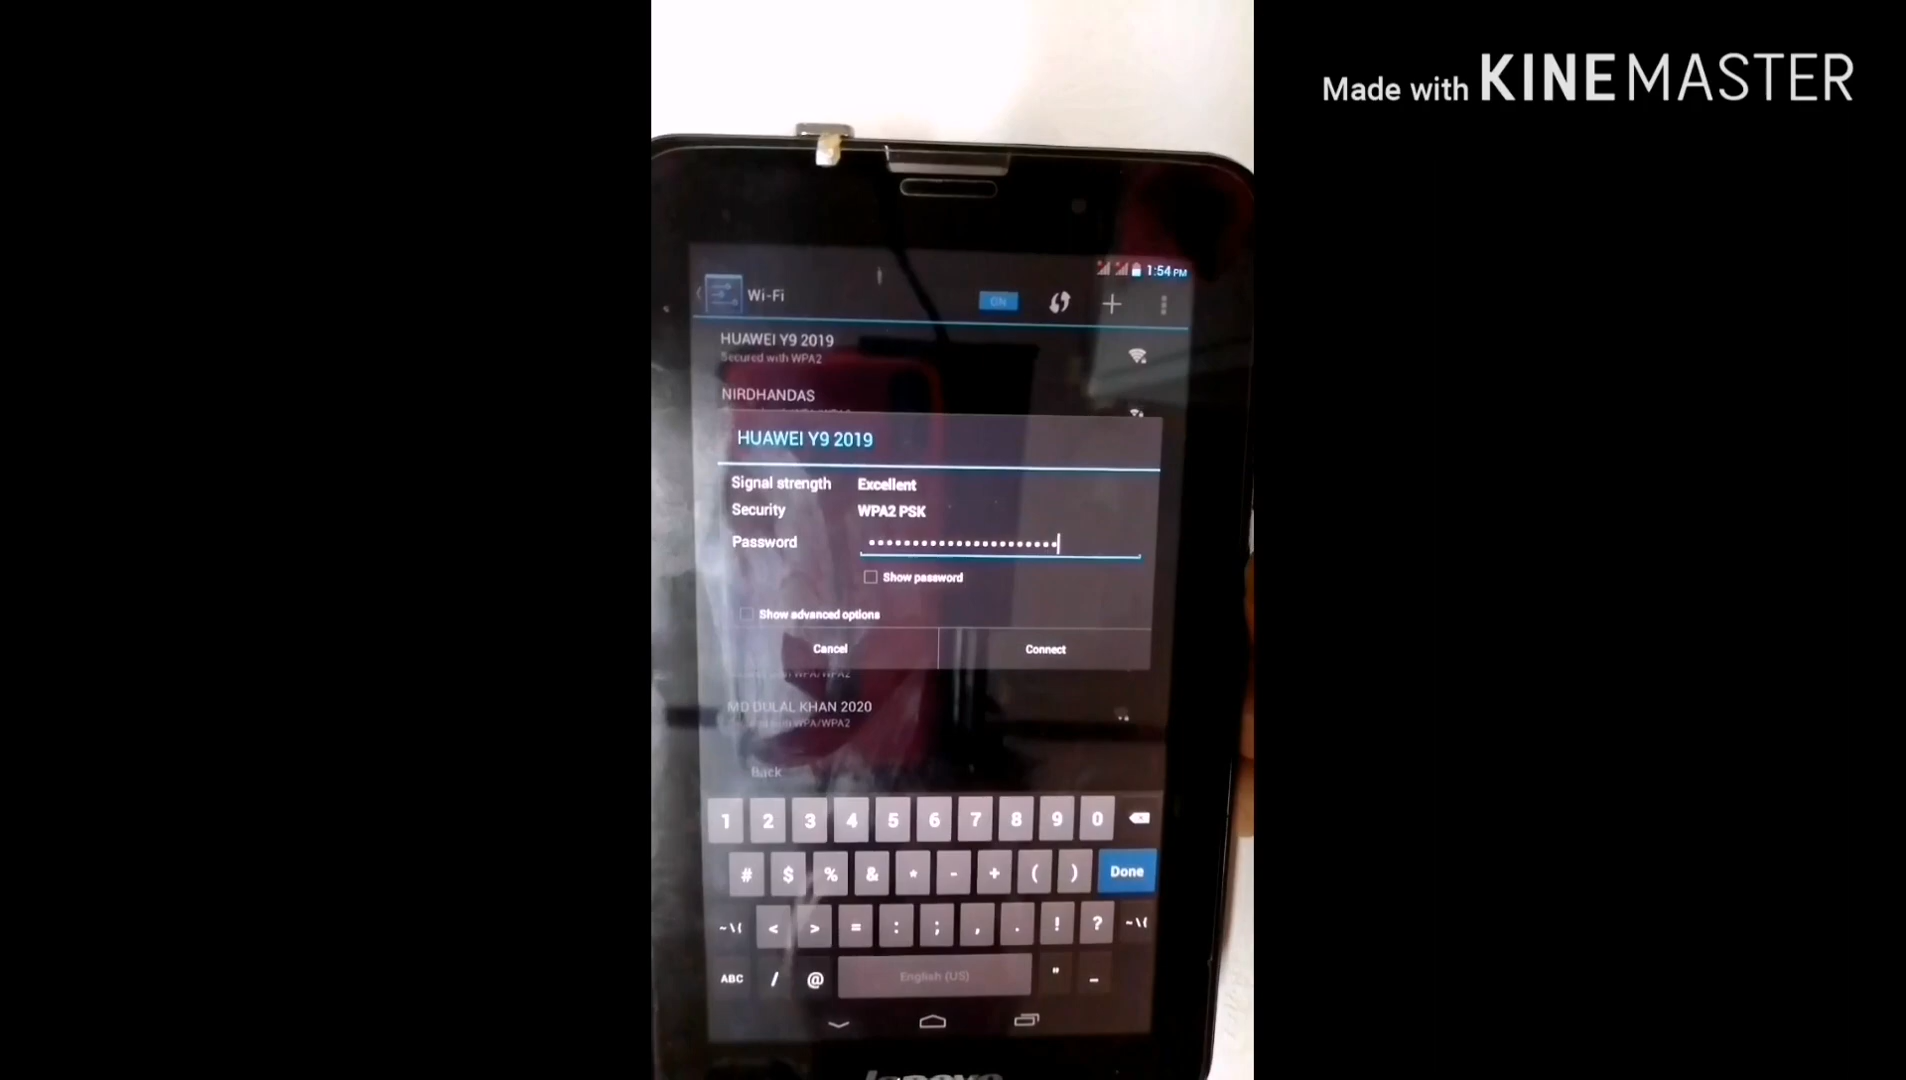 Made with KINEMASTER
1:54 PM
Wi-Fi
ON
HUAWEI Y9 2019
Secured with WPA2
NIRDHANDAS
HUAWEI Y9 2019
Signal strength Excellent
Security WPA2 PSK
Password ••••••••••••••••••••••
Show password
Show advanced options
Cancel Connect
MD DULAL KHAN 2020
Back
1 2 3 4 5 6 7 8 9 0
# $ % & * - + ( ) Done
~\{ < > = : ; , . ! ? ~\{
ABC / @ English (US) " _
lenovo